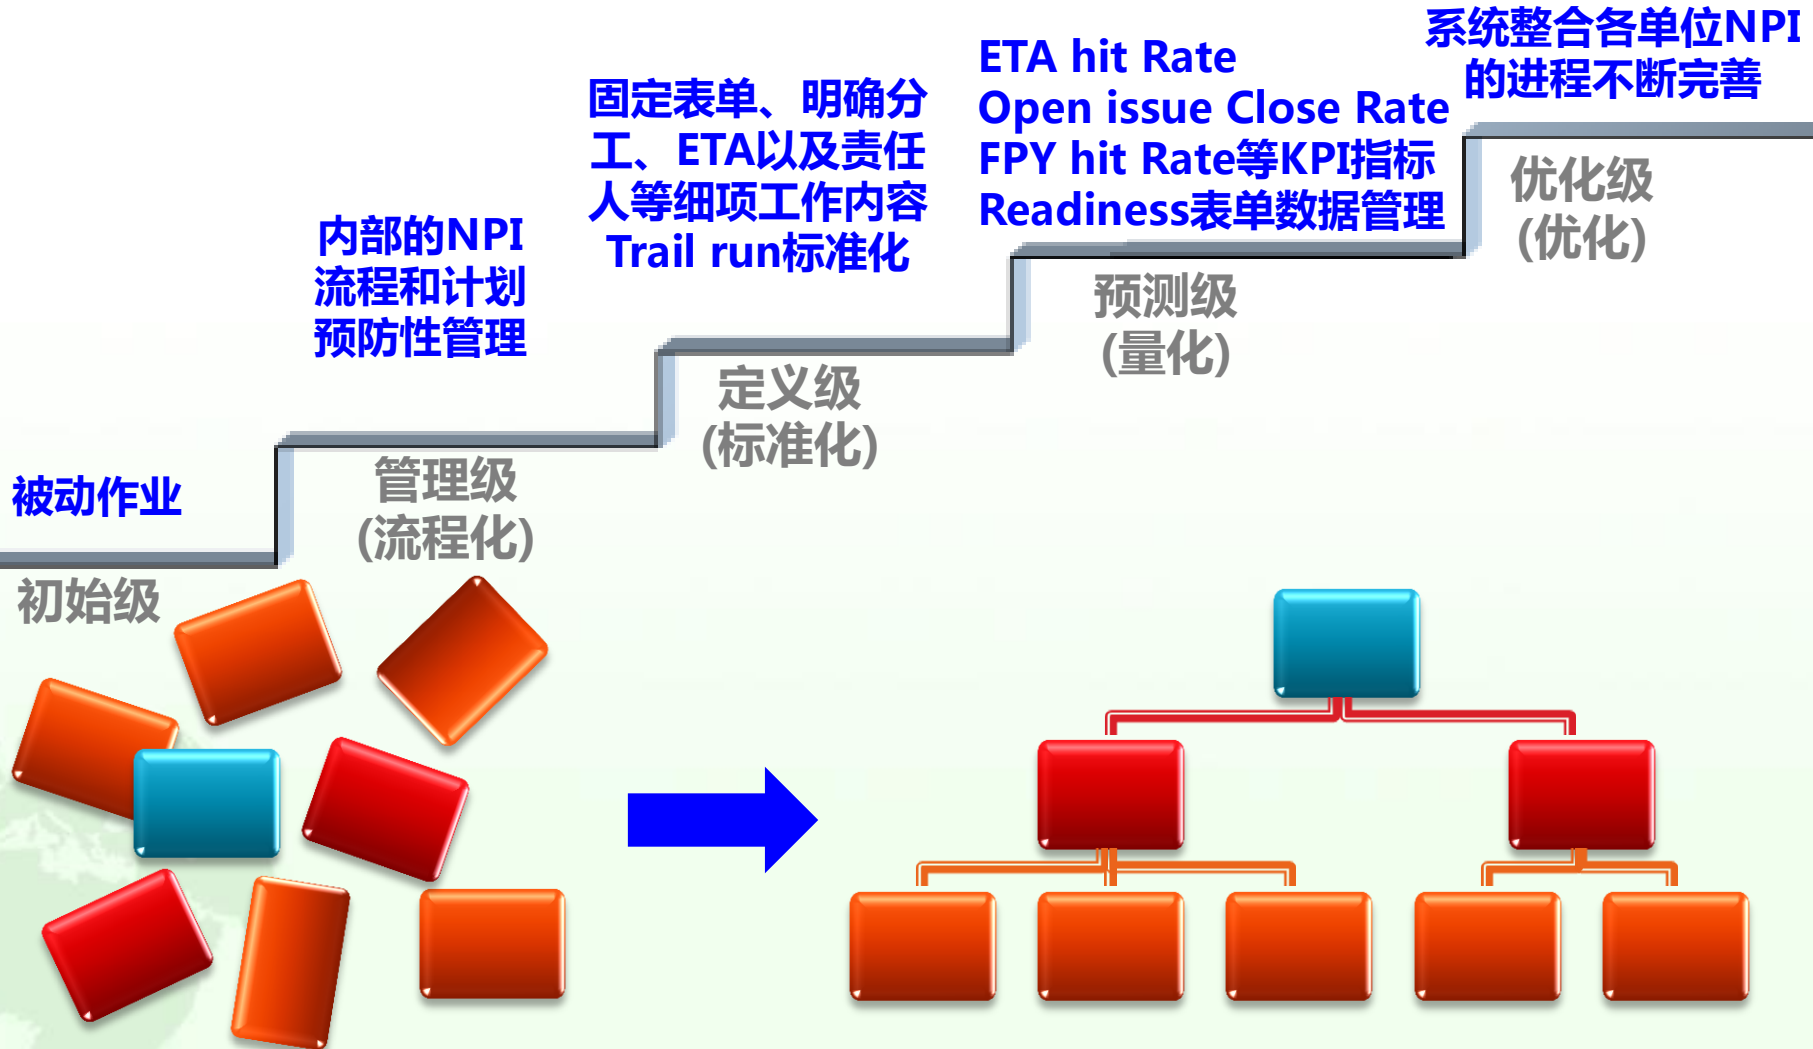 被动作业
初始级
内部的NPI
流程和计划
预防性管理
管理级
(流程化)
固定表单、明确分
工、ETA以及责任
人等细项工作内容
Trail run标准化
定义级
(标准化)
ETA hit Rate
Open issue Close Rate
FPY hit Rate等KPI指标
Readiness表单数据管理
预测级
(量化)
系统整合各单位NPI
的进程不断完善
优化级
(优化)